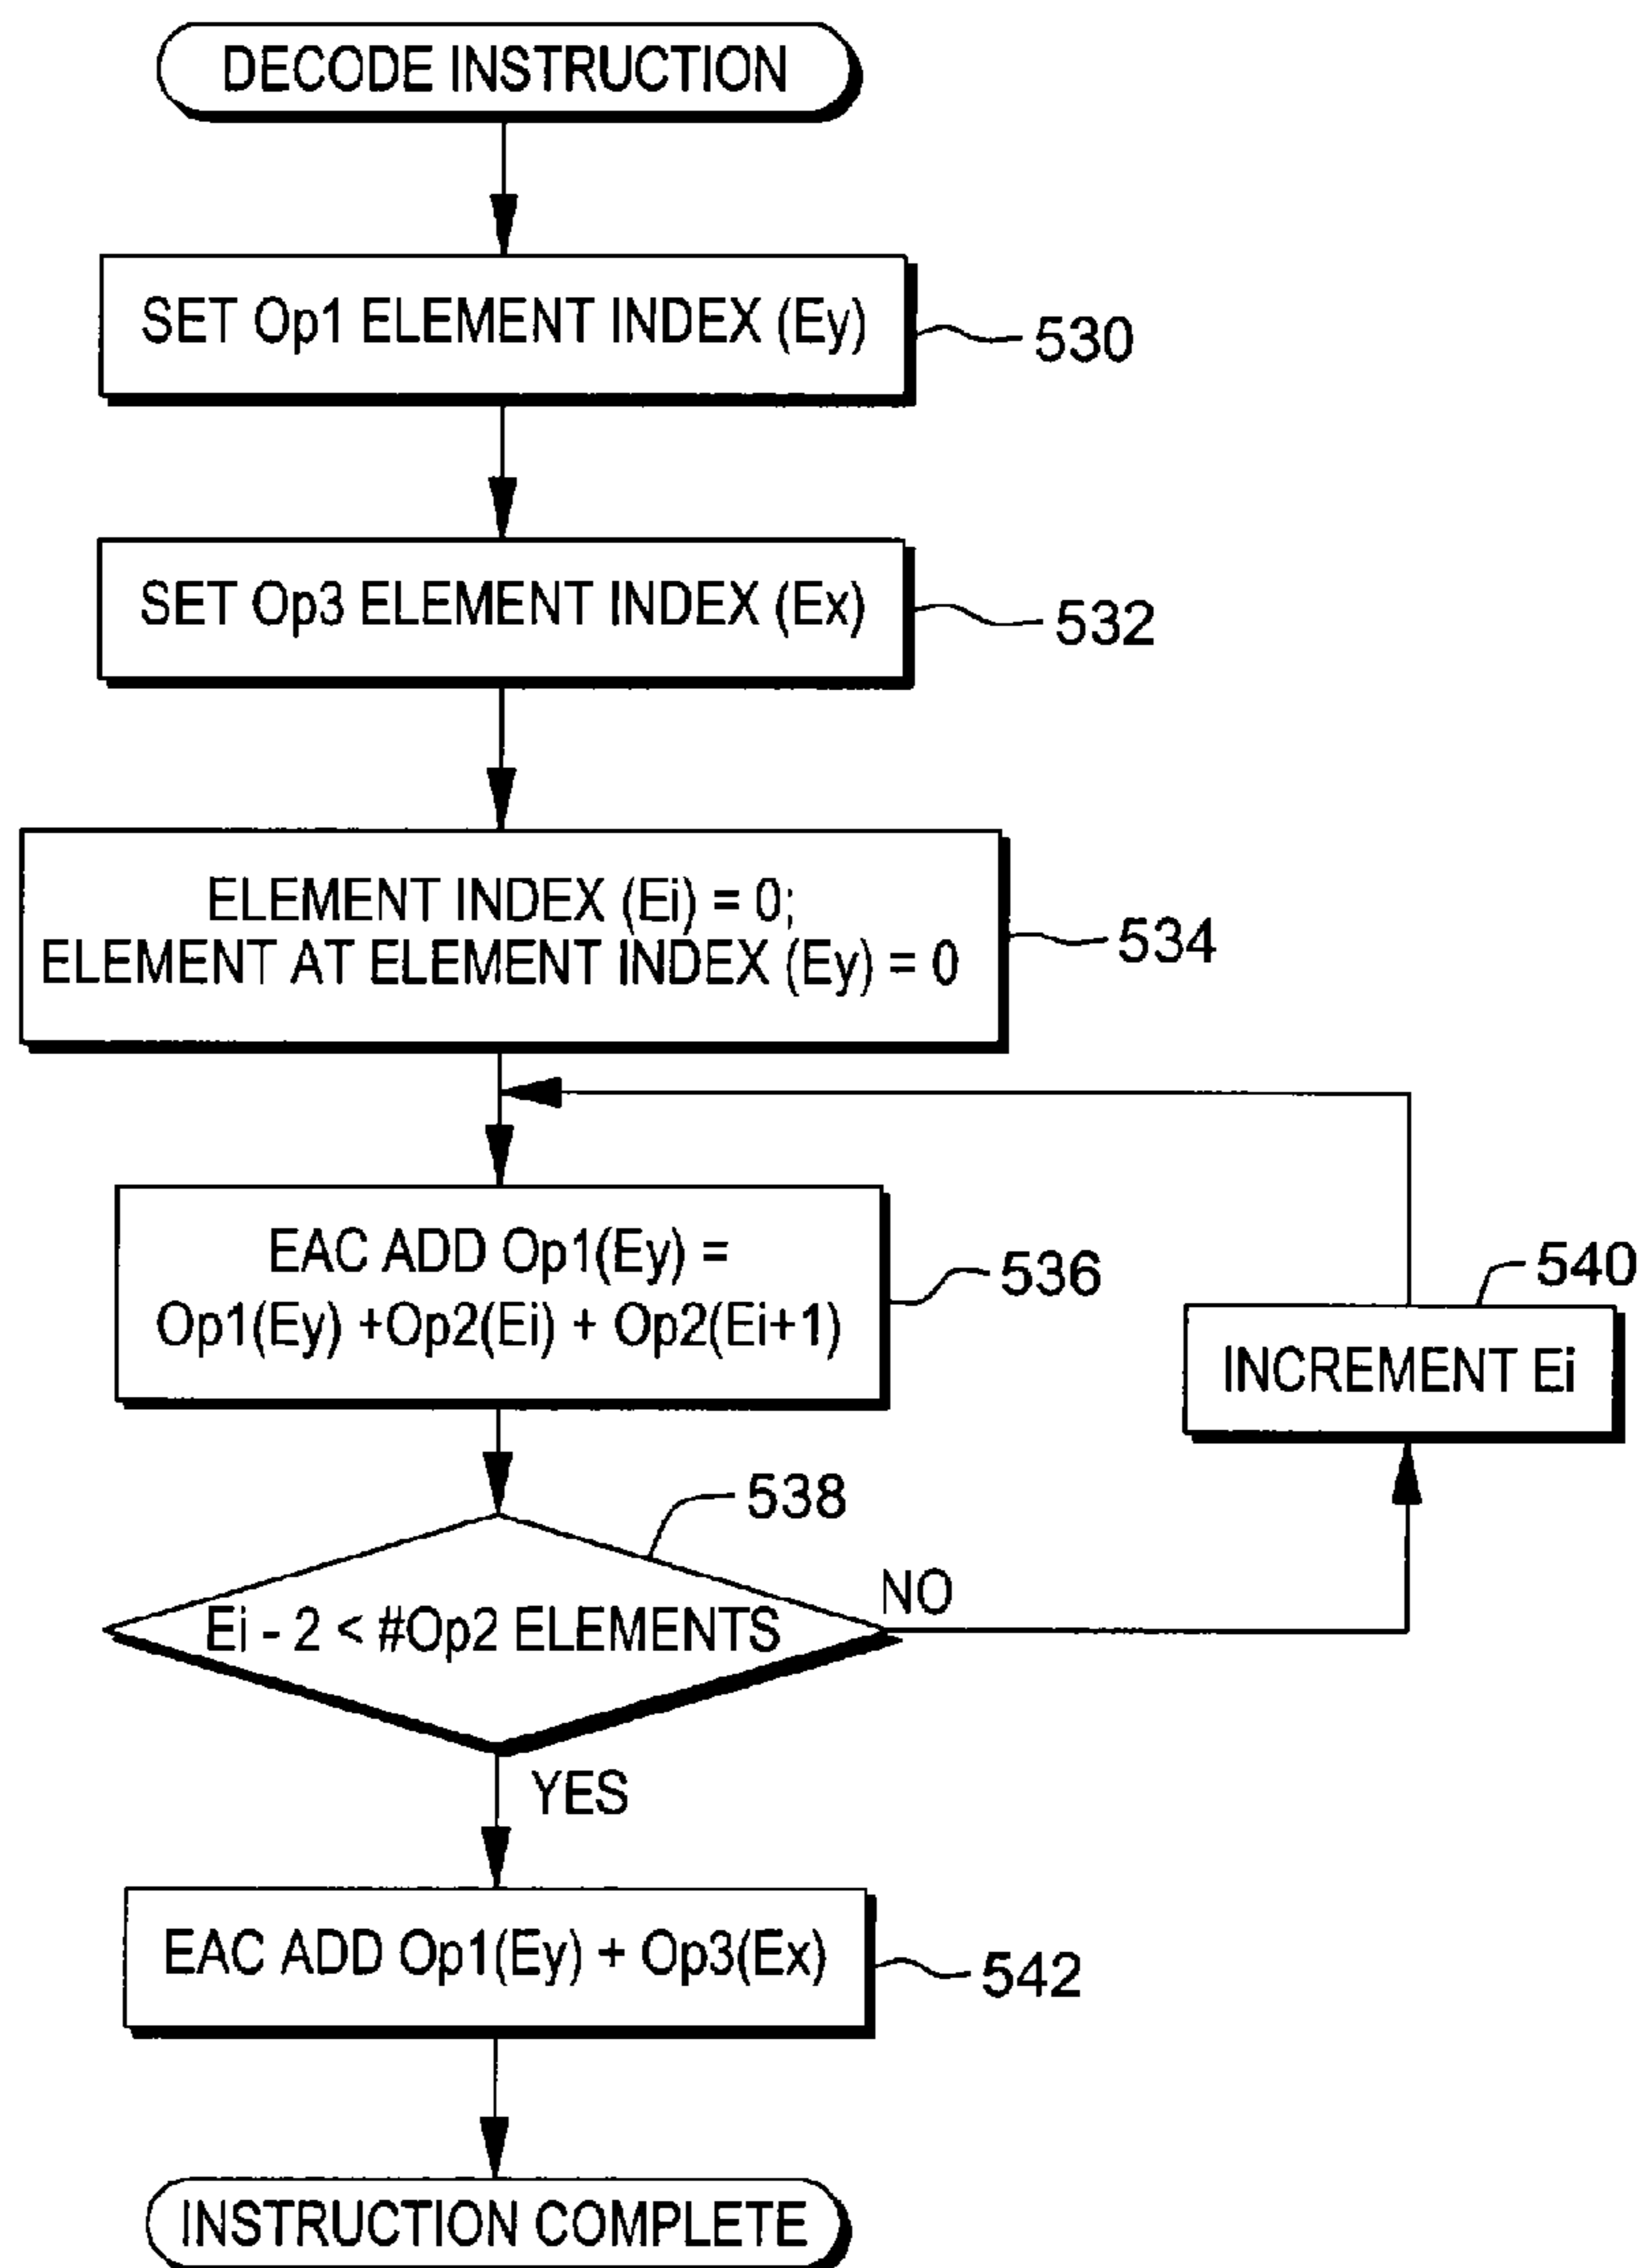 DECODE INSTRUCTION
SET Op1 ELEMENT INDEX (Ey)
530
SET Op3 ELEMENT INDEX (Ex)
532
ELEMENT INDEX (Ei) = 0;
ELEMENT AT ELEMENT INDEX (Ey) = 0
534
EAC ADD Op1(Ey) =
Op1(Ey) +Op2(Ei) + Op2(Ei+1)
536
540
INCREMENT Ei
538
Ei - 2 < #Op2 ELEMENTS
NO
YES
EAC ADD Op1(Ey) + Op3(Ex)
542
INSTRUCTION COMPLETE